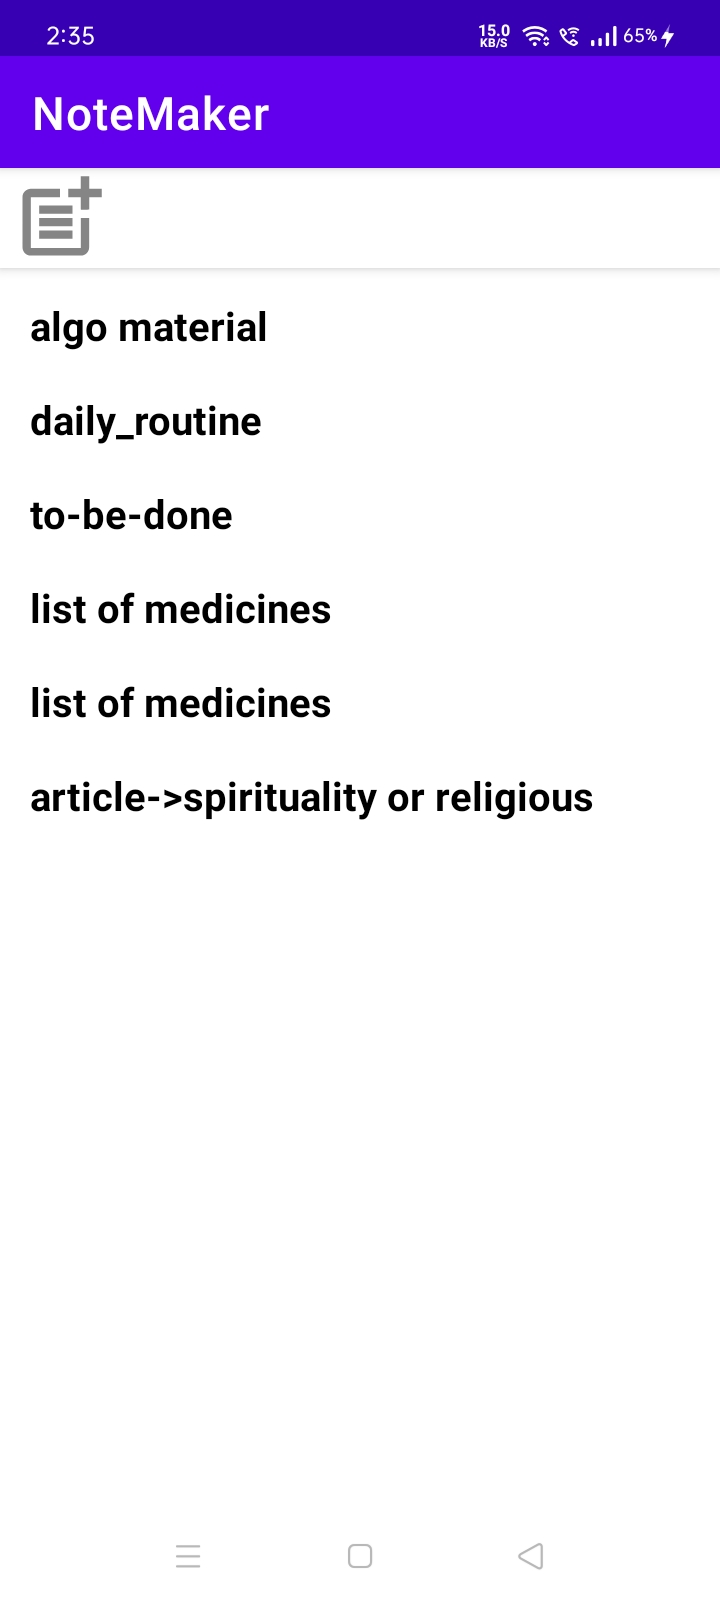 2:35
15.0
KB/S
65%
NoteMaker
algo material
daily_routine
to-be-done
list of medicines
list of medicines
article->spirituality or religious